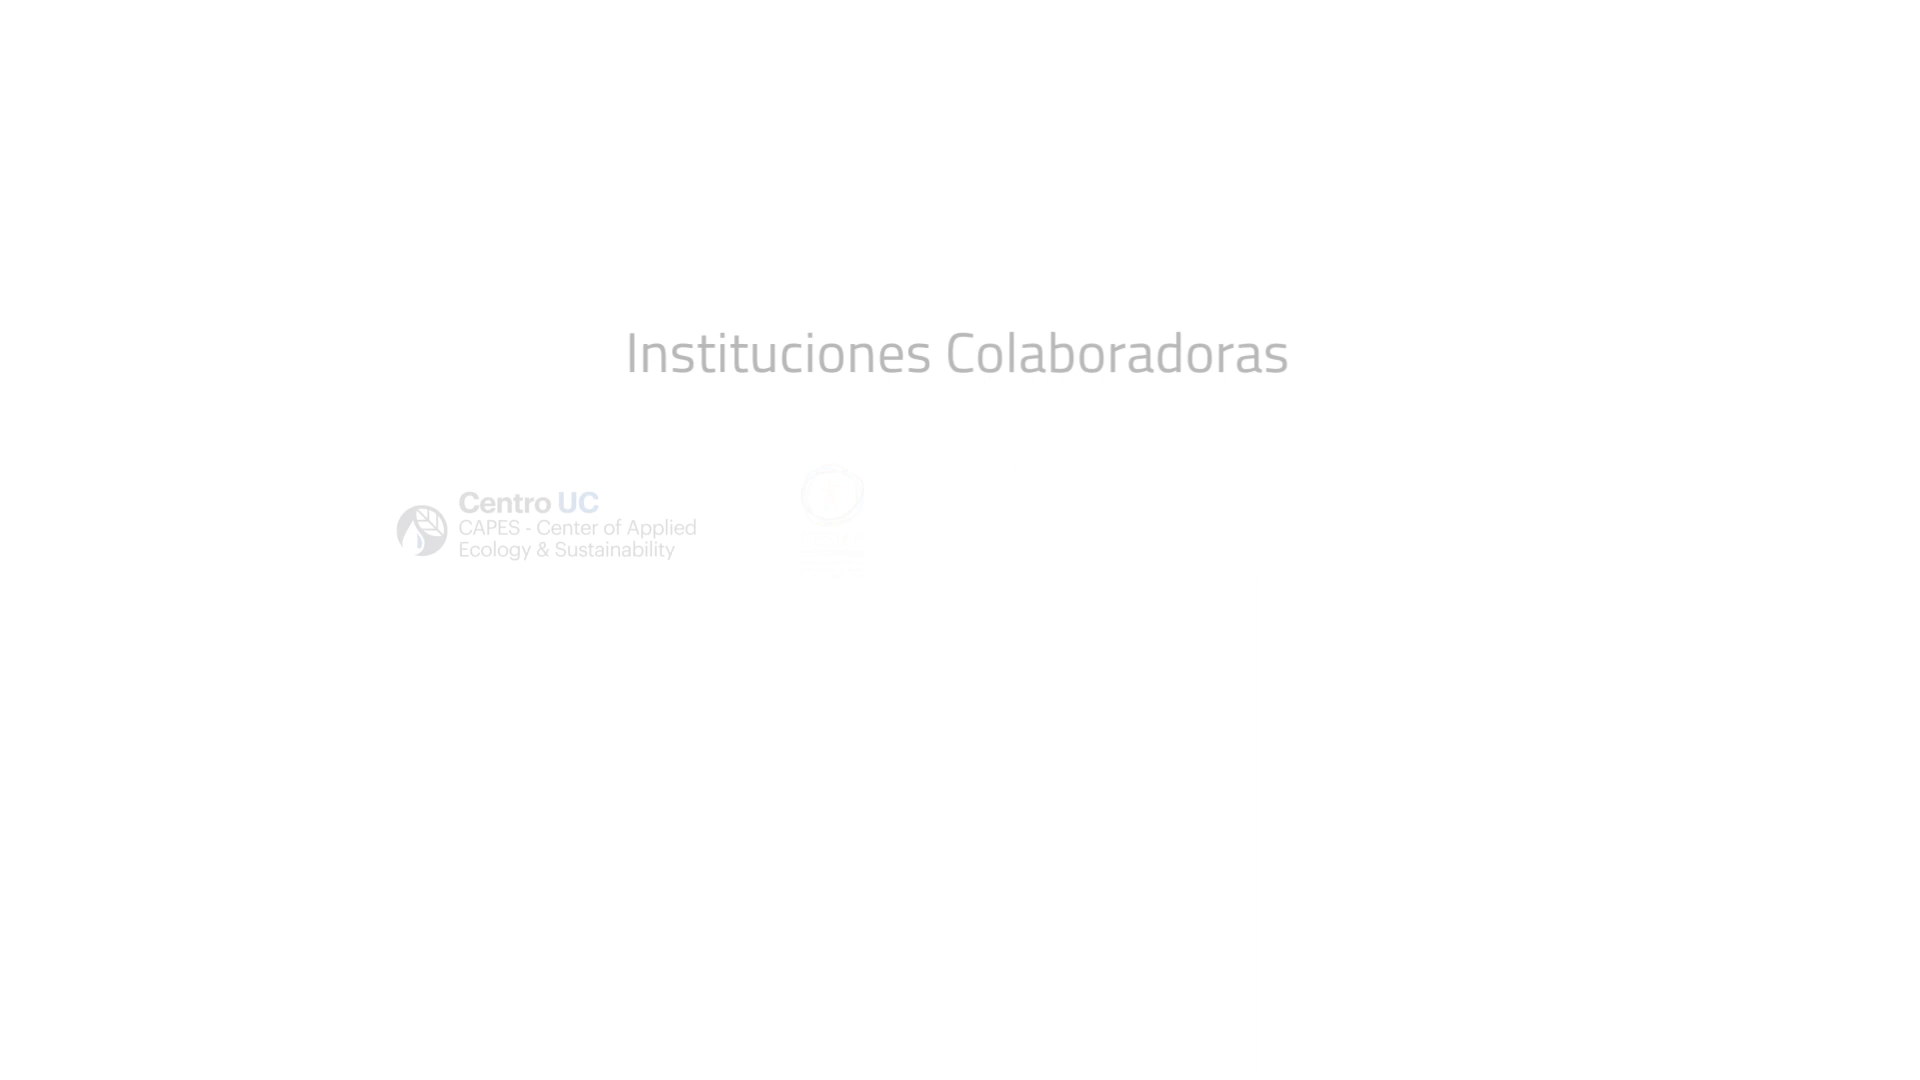 Instituciones Colaboradoras
Centro UC
CAPES - Center of Applied
Ecology & Sustainability